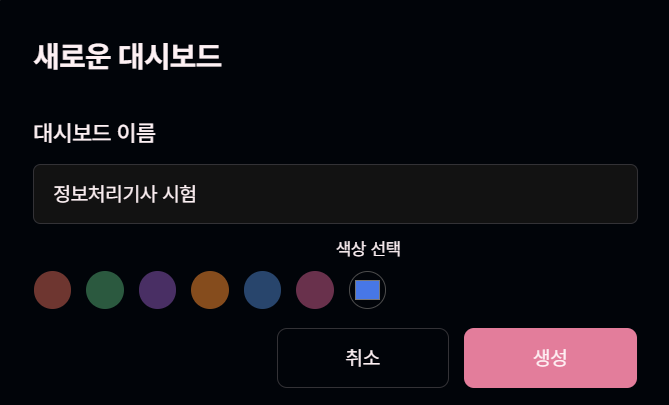 새로운 대시보드
대시보드 이름
정보처리기사 시험
색상 선택
취소
생성